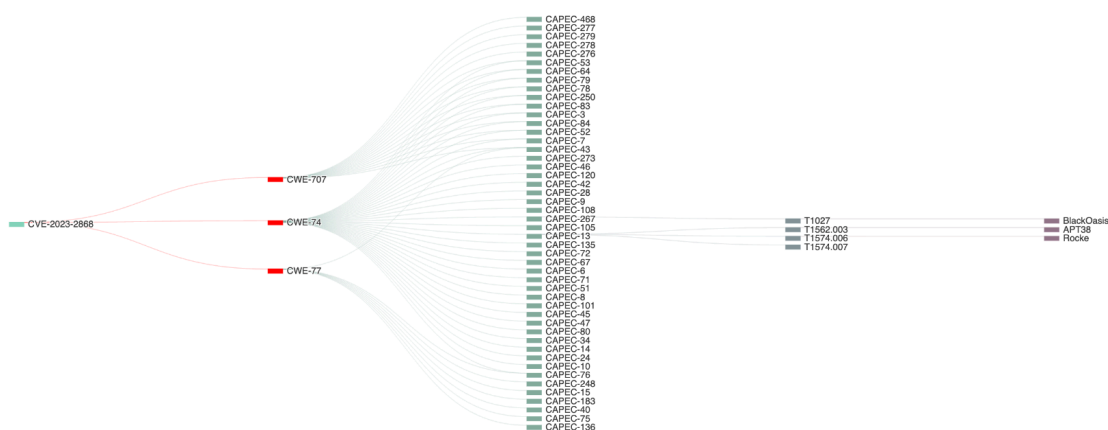 CVE-2023-2868
CWE-707
CWE-74
CWE-77
CAPEC-468
CAPEC-277
CAPEC-279
CAPEC-278
CAPEC-276
CAPEC-53
CAPEC-64
CAPEC-79
CAPEC-78
CAPEC-250
CAPEC-83
CAPEC-3
CAPEC-84
CAPEC-52
CAPEC-7
CAPEC-43
CAPEC-273
CAPEC-46
CAPEC-120
CAPEC-42
CAPEC-28
CAPEC-9
CAPEC-108
CAPEC-267
CAPEC-105
CAPEC-13
CAPEC-135
CAPEC-72
CAPEC-67
CAPEC-6
CAPEC-71
CAPEC-51
CAPEC-8
CAPEC-101
CAPEC-45
CAPEC-47
CAPEC-80
CAPEC-34
CAPEC-14
CAPEC-24
CAPEC-10
CAPEC-76
CAPEC-248
CAPEC-15
CAPEC-183
CAPEC-40
CAPEC-75
CAPEC-136
T1027
T1562.003
T1574.006
T1574.007
BlackOasis
APT38
Rocke